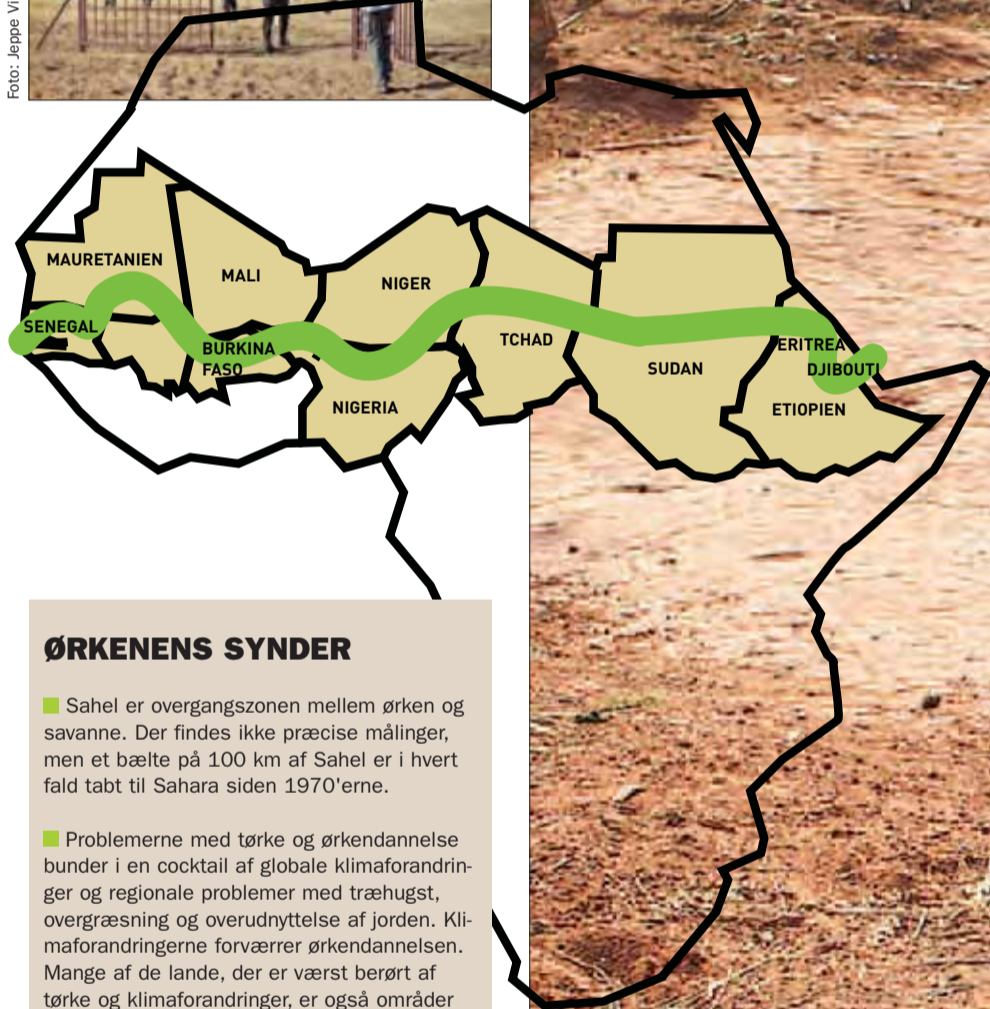 Foto: Jeppe Vi
MAURETANIEN
MALI
NIGER
SENEGAL
BURKINA
FASO
TCHAD
NIGERIA
SUDAN
ERITREA
DJIBOUTI
ETIOPIEN
ØRKENENS SYNDER
Sahel er overgangszonen mellem ørken og
savanne. Der findes ikke præcise målinger,
men et bælte på 100 km af Sahel er i hvert
fald tabt til Sahara siden 1970'erne.
Problemerne med tørke og ørkendannelse
bunder i en cocktail af globale klimaforandrin-
ger og regionale problemer med træhugst,
overgræsning og overudnyttelse af jorden. Kli-
maforandringerne forværrer ørkendannelsen.
Mange af de lande, der er værst berørt af
tørke og klimaforandringer, er også områder